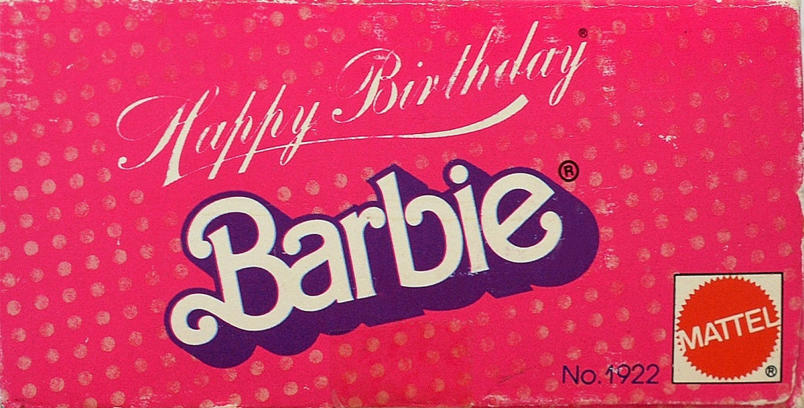 Happy Birthday®
Barbie®
No. 1922
MATTEL®